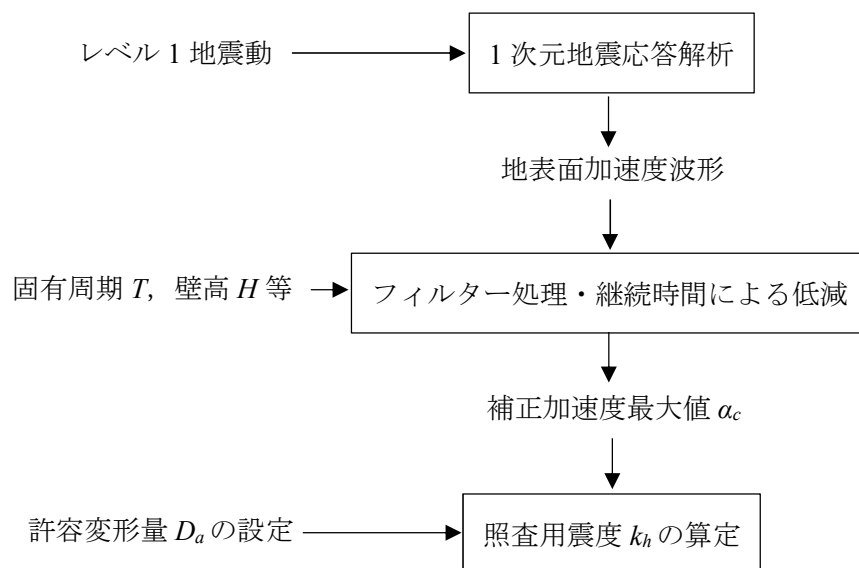 レベル 1 地震動
1 次元地震応答解析
地表面加速度波形
固有周期 T，壁高 H 等
フィルター処理・継続時間による低減
補正加速度最大値 αc
許容変形量 Da の設定
照査用震度 kh の算定